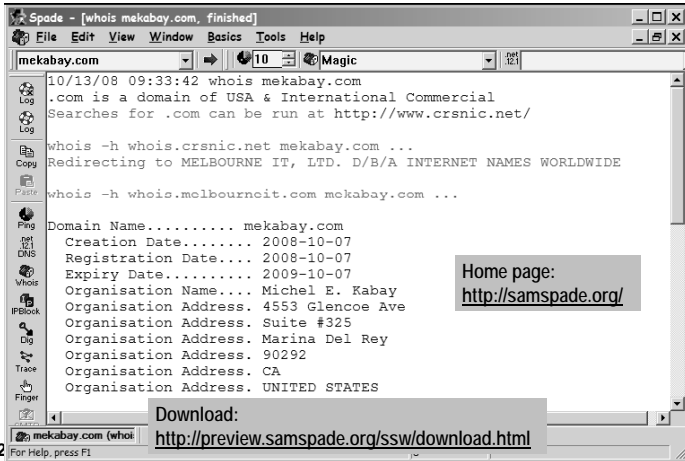 Spade - [whois mekabay.com, finished]
File Edit View Window Basics Tools Help
mekabay.com 10 Magic .net 12.1
10/13/08 09:33:42 whois mekabay.com
.com is a domain of USA & International Commercial
Searches for .com can be run at http://www.crsnic.net/
whois -h whois.crsnic.net mekabay.com ...
Redirecting to MELBOURNE IT, LTD. D/B/A INTERNET NAMES WORLDWIDE
whois -h whois.melbourneit.com mekabay.com ...
Domain Name.......... mekabay.com
Creation Date........ 2008-10-07
Registration Date.... 2008-10-07
Expiry Date.......... 2009-10-07
Organisation Name.... Michel E. Kabay
Organisation Address. 4553 Glencoe Ave
Organisation Address. Suite #325
Organisation Address. Marina Del Rey
Organisation Address. 90292
Organisation Address. CA
Organisation Address. UNITED STATES
Log
Log
Copy
Paste
Ping
.net
12.1
DNS
Whois
IPBlock
Dig
Trace
Finger
Home page:
http://samspade.org/
Download:
http://preview.samspade.org/ssw/download.html
mekabay.com (whoi
2
For Help, press F1